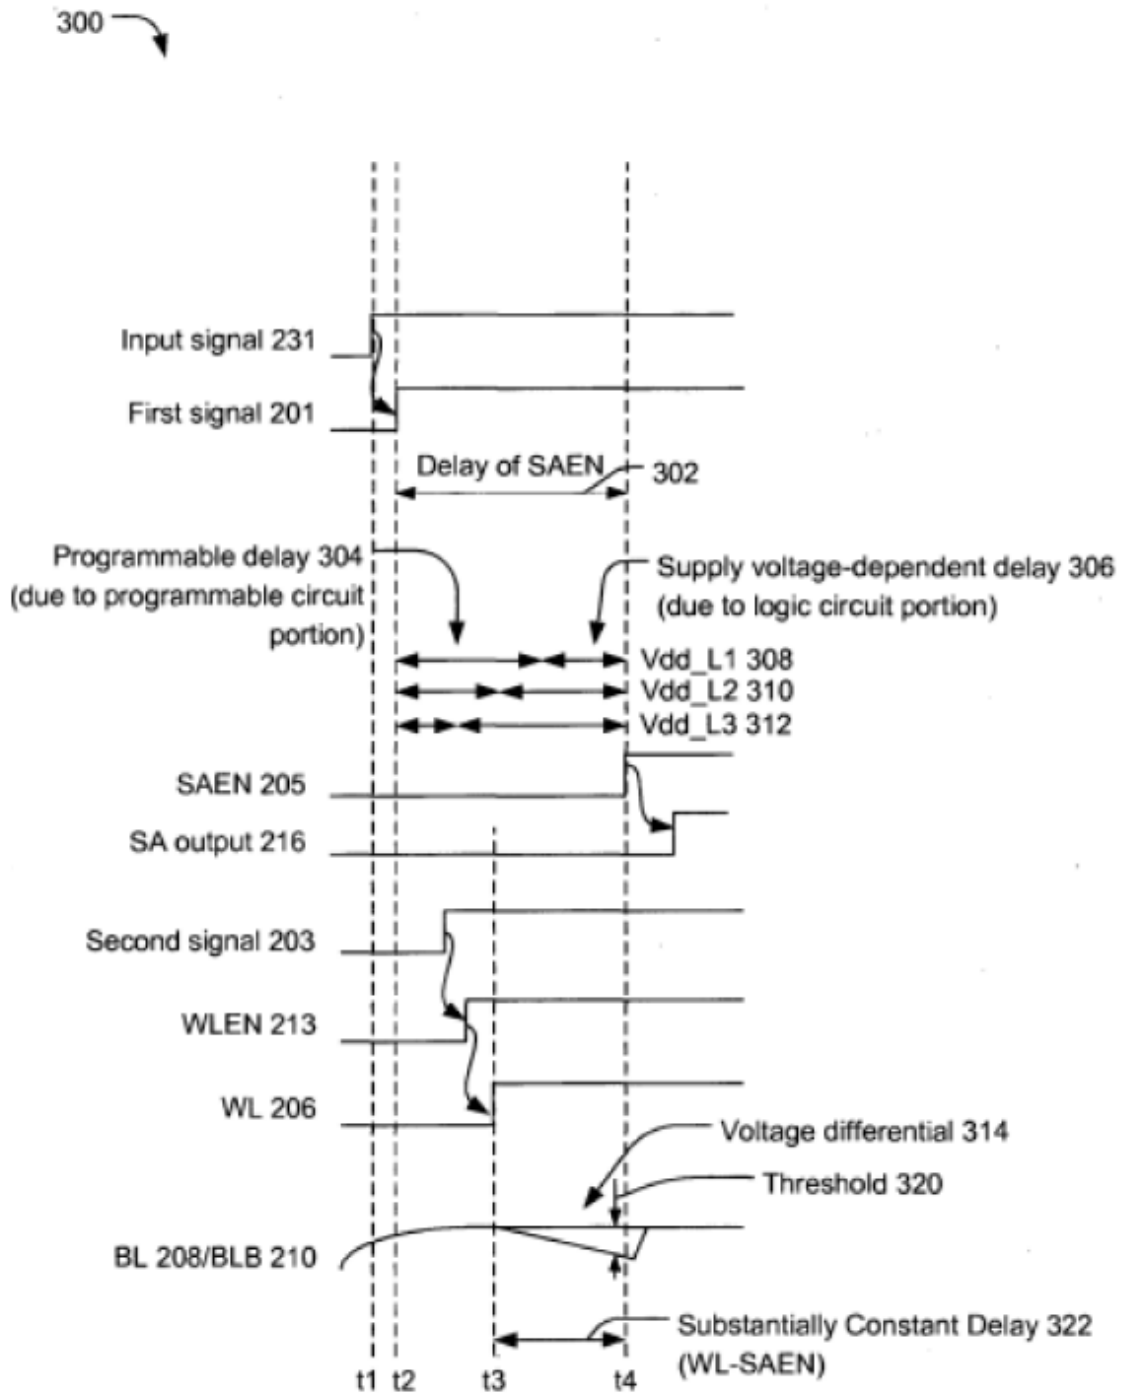 300
Input signal 231
First signal 201
Delay of SAEN
302
Programmable delay 304
(due to programmable circuit
portion)
Supply voltage-dependent delay 306
(due to logic circuit portion)
Vdd_L1 308
Vdd_L2 310
Vdd_L3 312
SAEN 205
SA output 216
Second signal 203
WLEN 213
WL 206
Voltage differential 314
Threshold 320
BL 208/BLB 210
Substantially Constant Delay 322
(WL-SAEN)
t1 t2 t3 t4